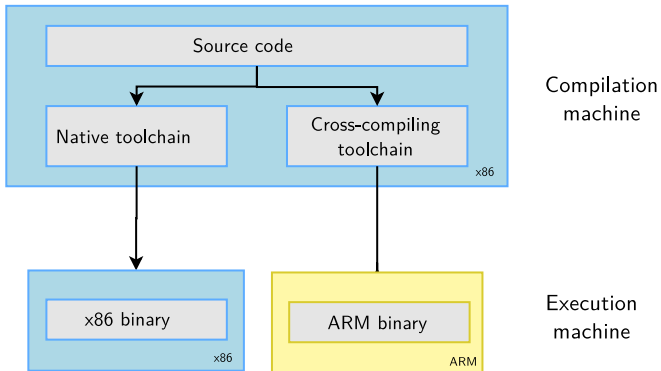 Source code
Compilation
machine
Native toolchain
Cross-compiling
toolchain
x86
x86 binary
x86
ARM binary
ARM
Execution
machine